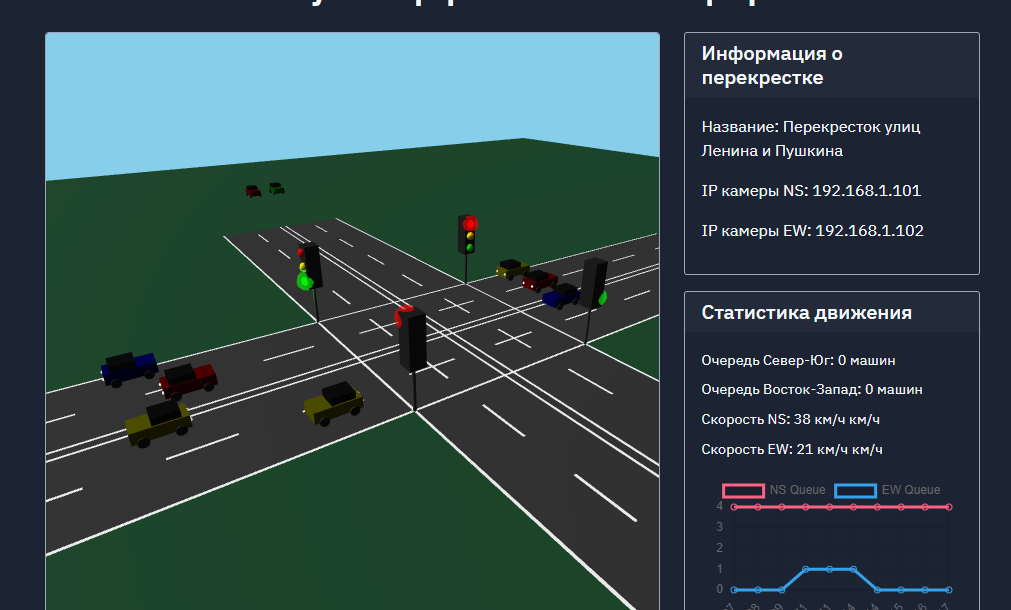 Информация о
перекрестке
Название: Перекресток улиц
Ленина и Пушкина
IP камеры NS: 192.168.1.101
IP камеры EW: 192.168.1.102
Статистика движения
Очередь Север-Юг: 0 машин
Очередь Восток-Запад: 0 машин
Скорость NS: 38 км/ч км/ч
Скорость EW: 21 км/ч км/ч
NS Queue EW Queue
4
3
2
1
0